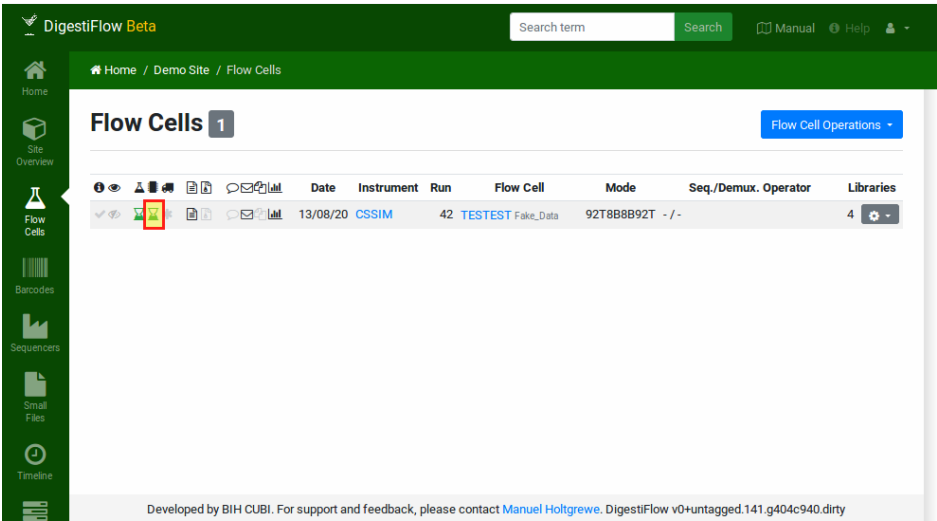 DigestiFlow Beta
Search term
Search
Manual
Help
Home
Home / Demo Site / Flow Cells
Site
Overview
Flow
Cells
Barcodes
Sequencers
Small
Files
Timeline
Flow Cells 1
Flow Cell Operations
Date Instrument Run Flow Cell Mode Seq./Demux. Operator Libraries
13/08/20 CSSIM 42 TESTEST Fake_Data 92T8B8B92T - / - 4
Developed by BIH CUBI. For support and feedback, please contact Manuel Holtgrewe. DigestiFlow v0+untagged.141.g404c940.dirty